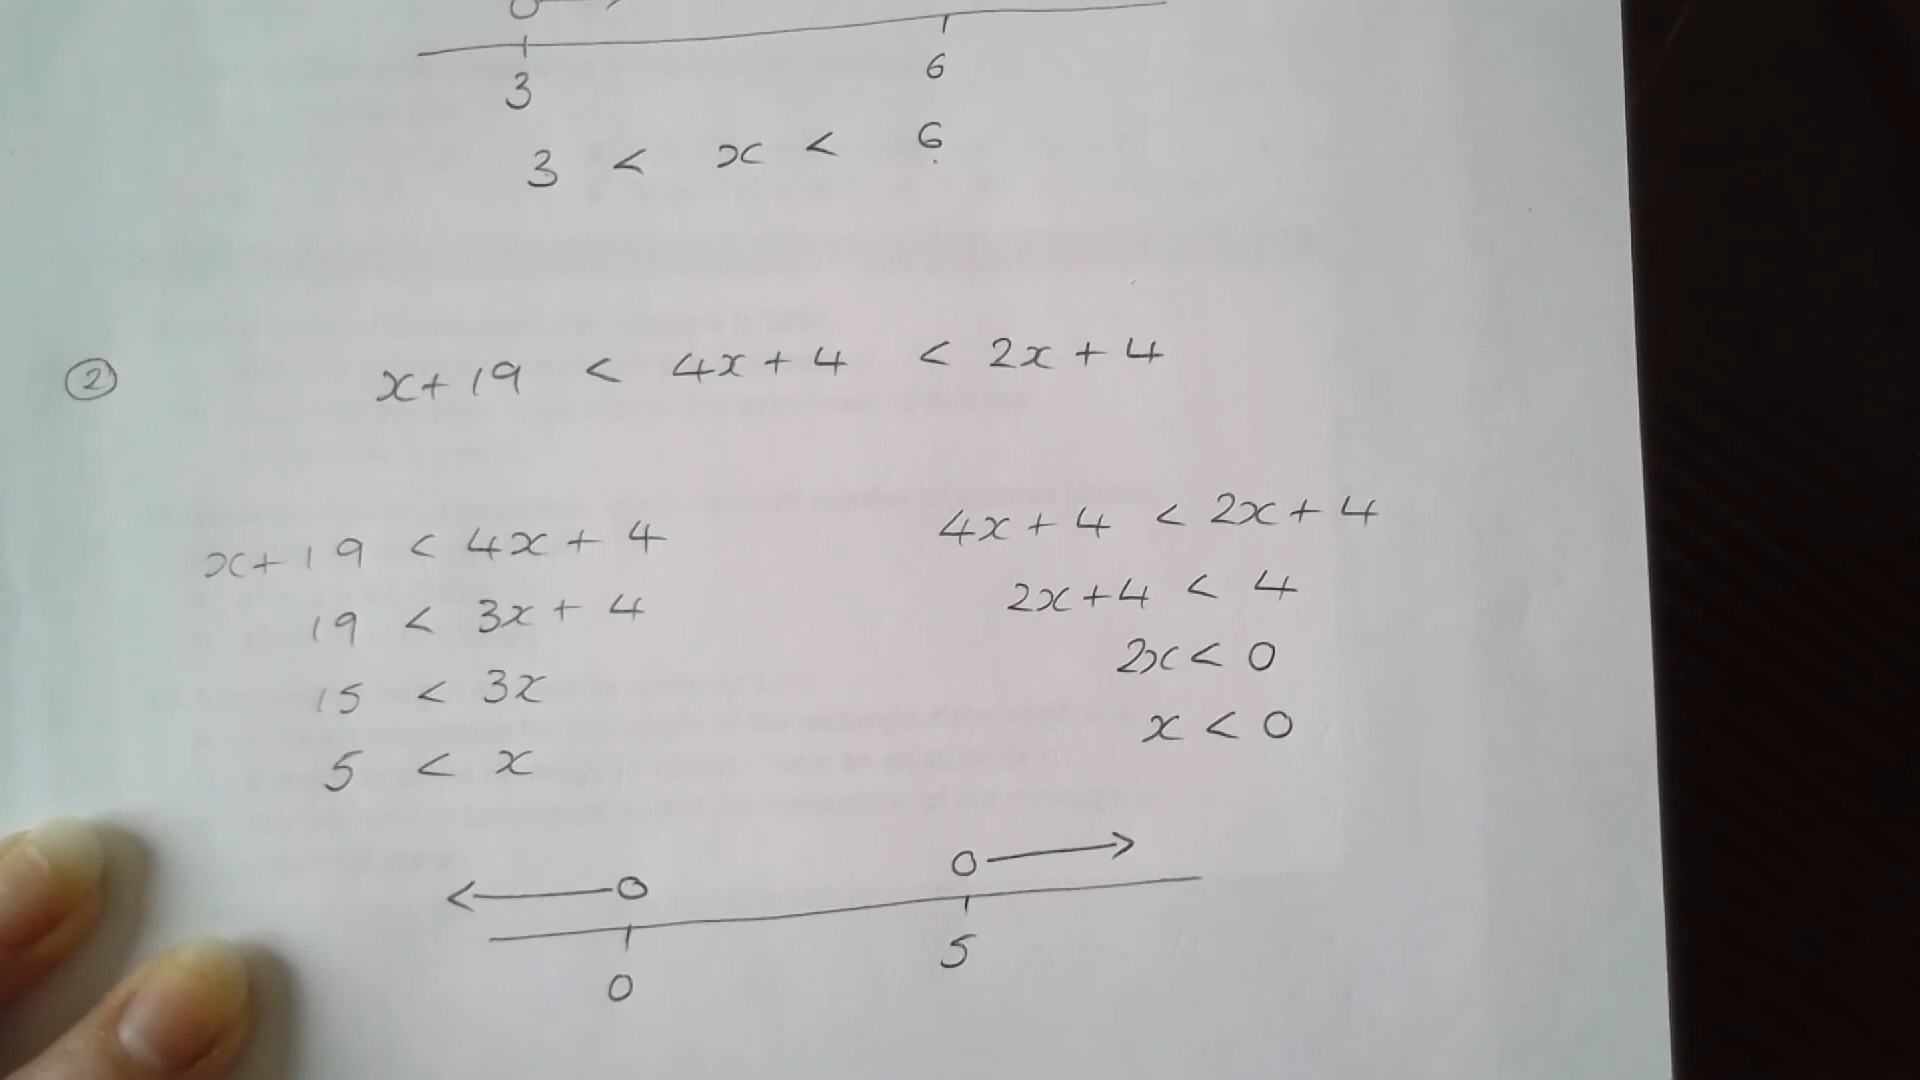 3 6
3 < x < 6
② x + 19 < 4x + 4 < 2x + 4
x + 19 < 4x + 4
19 < 3x + 4
15 < 3x
5 < x
4x + 4 < 2x + 4
2x + 4 < 4
2x < 0
x < 0
0 5